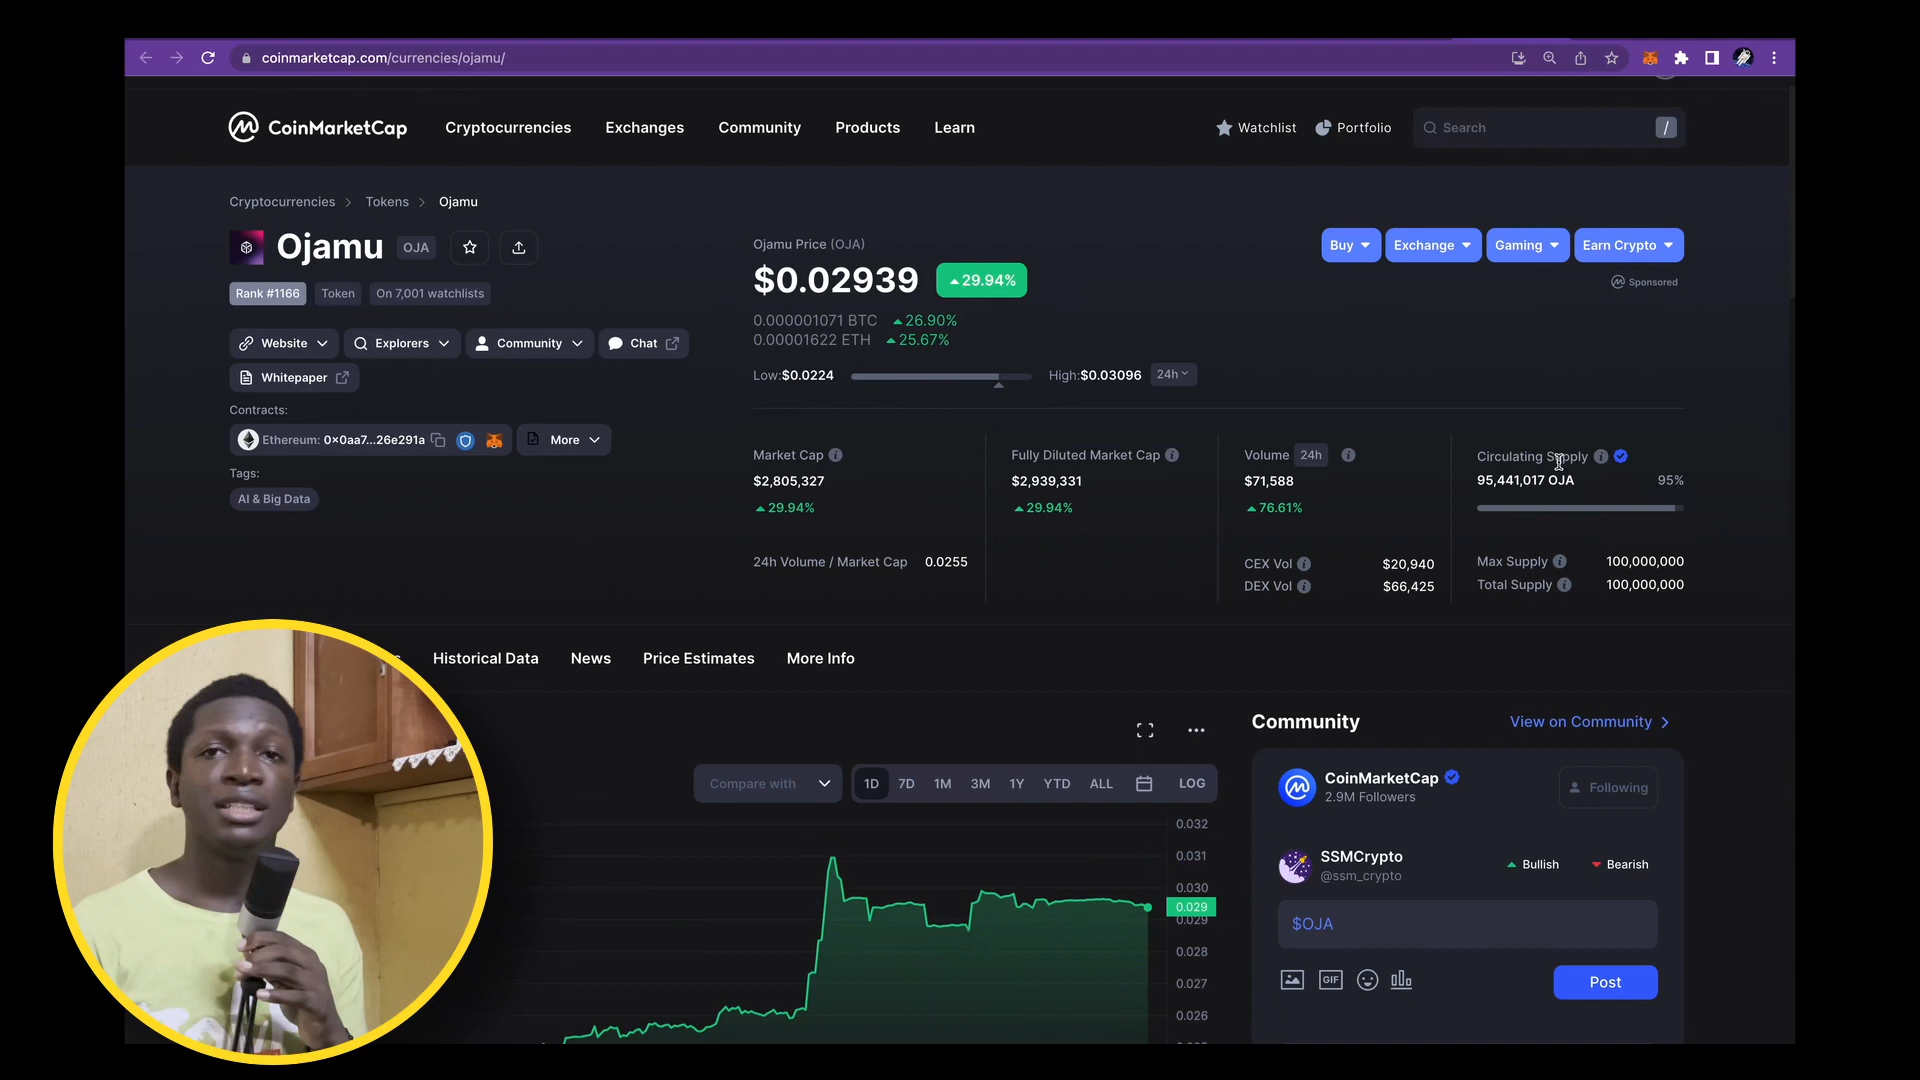 coinmarketcap.com/currencies/ojamu/
CoinMarketCap Cryptocurrencies Exchanges Community Products Learn Watchlist Portfolio Search /
Cryptocurrencies > Tokens > Ojamu
Ojamu OJA
Rank #1166 Token On 7,001 watchlists
Website Explorers Community Chat
Whitepaper
Contracts:
Ethereum: 0x0aa7...26e291a More
Tags:
AI & Big Data
Ojamu Price (OJA)
$0.02939 29.94%
0.000001071 BTC 26.90%
0.00001622 ETH 25.67%
Low:$0.0224 High:$0.03096 24h
Buy Exchange Gaming Earn Crypto
Sponsored
Market Cap
$2,805,327
29.94%
24h Volume / Market Cap 0.0255
Fully Diluted Market Cap
$2,939,331
29.94%
Volume 24h
$71,588
76.61%
CEX Vol $20,940
DEX Vol $66,425
Circulating Supply
95,441,017 OJA 95%
Max Supply 100,000,000
Total Supply 100,000,000
s Historical Data News Price Estimates More Info
Compare with 1D 7D 1M 3M 1Y YTD ALL LOG
0.032
0.031
0.030
0.029
0.029
0.028
0.027
0.026
Community View on Community >
CoinMarketCap
2.9M Followers
Following
SSMCrypto
@ssm_crypto
Bullish Bearish
$OJA
GIF
Post